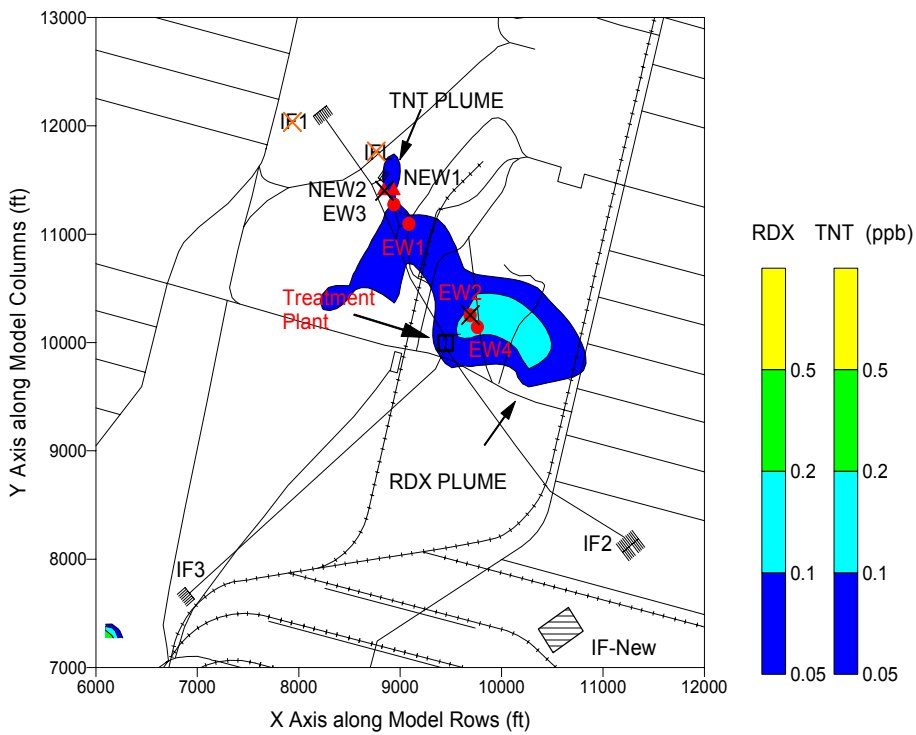 13000
12000
11000
10000
9000
8000
7000
Y Axis along Model Columns (ft)
6000
7000
8000
9000
10000
11000
12000
X Axis along Model Rows (ft)
TNT PLUME
IF1
NEW1
NEW2
EW3
EW1
Treatment
Plant
EW2
EW4
RDX PLUME
IF2
IF3
IF-New
RDX TNT (ppb)
0.5 0.5
0.2 0.2
0.1 0.1
0.05 0.05